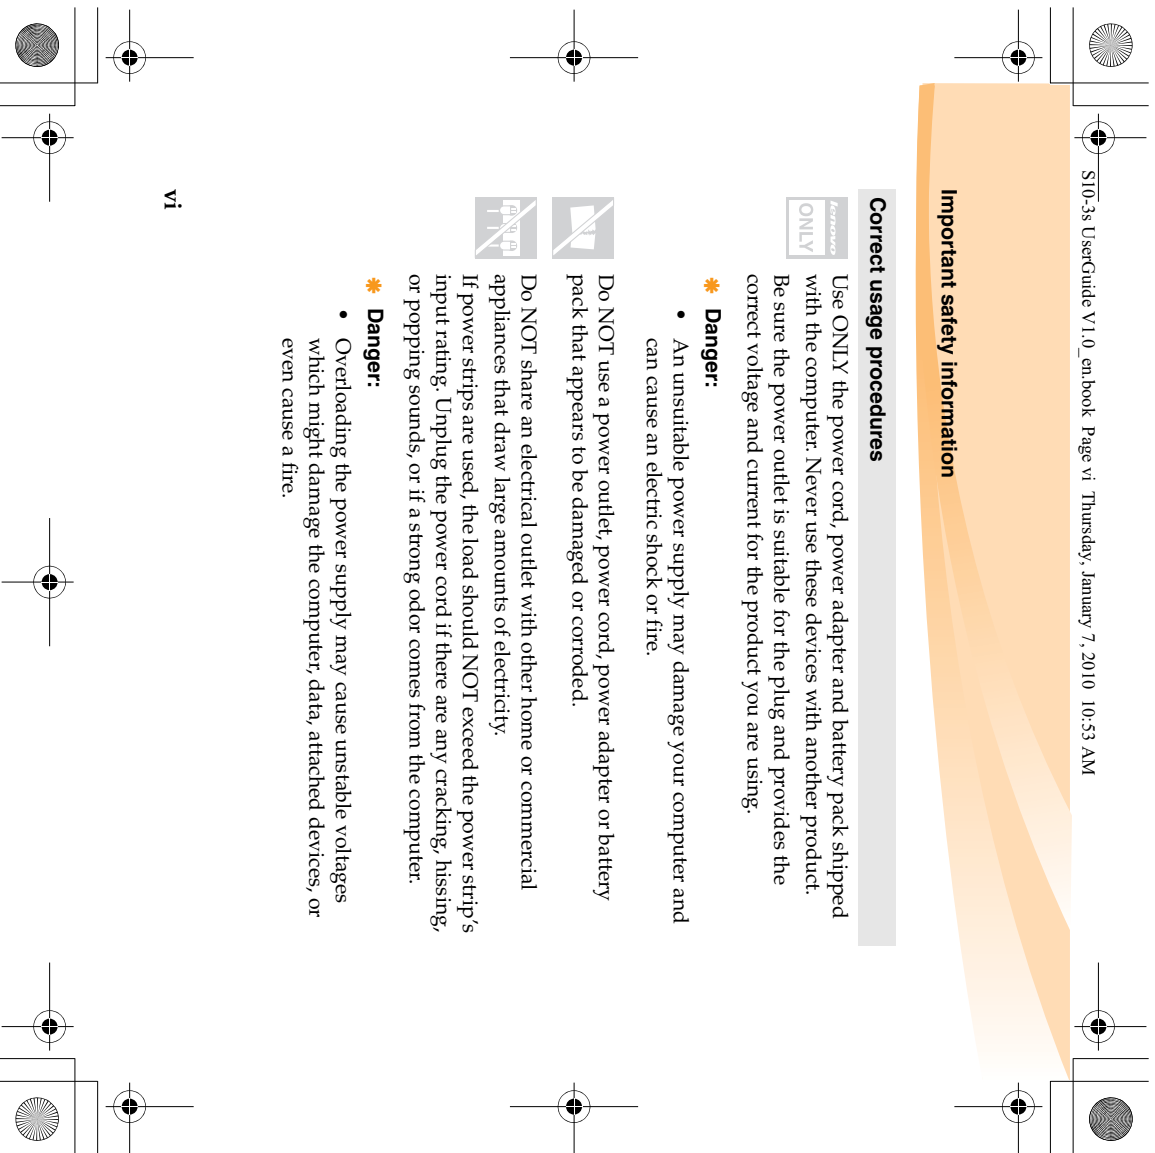 S10-3s UserGuide V1.0_en.book  Page vi  Thursday, January 7, 2010  10:53 AM
Important safety information
Correct usage procedures
lenovo
ONLY
Use ONLY the power cord, power adapter and battery pack shipped
with the computer. Never use these devices with another product.
Be sure the power outlet is suitable for the plug and provides the
correct voltage and current for the product you are using.
Danger:
• An unsuitable power supply may damage your computer and
can cause an electric shock or fire.
Do NOT use a power outlet, power cord, power adapter or battery
pack that appears to be damaged or corroded.
Do NOT share an electrical outlet with other home or commercial
appliances that draw large amounts of electricity.
If power strips are used, the load should NOT exceed the power strip’s
input rating. Unplug the power cord if there are any cracking, hissing,
or popping sounds, or if a strong odor comes from the computer.
Danger:
• Overloading the power supply may cause unstable voltages
which might damage the computer, data, attached devices, or
even cause a fire.
vi